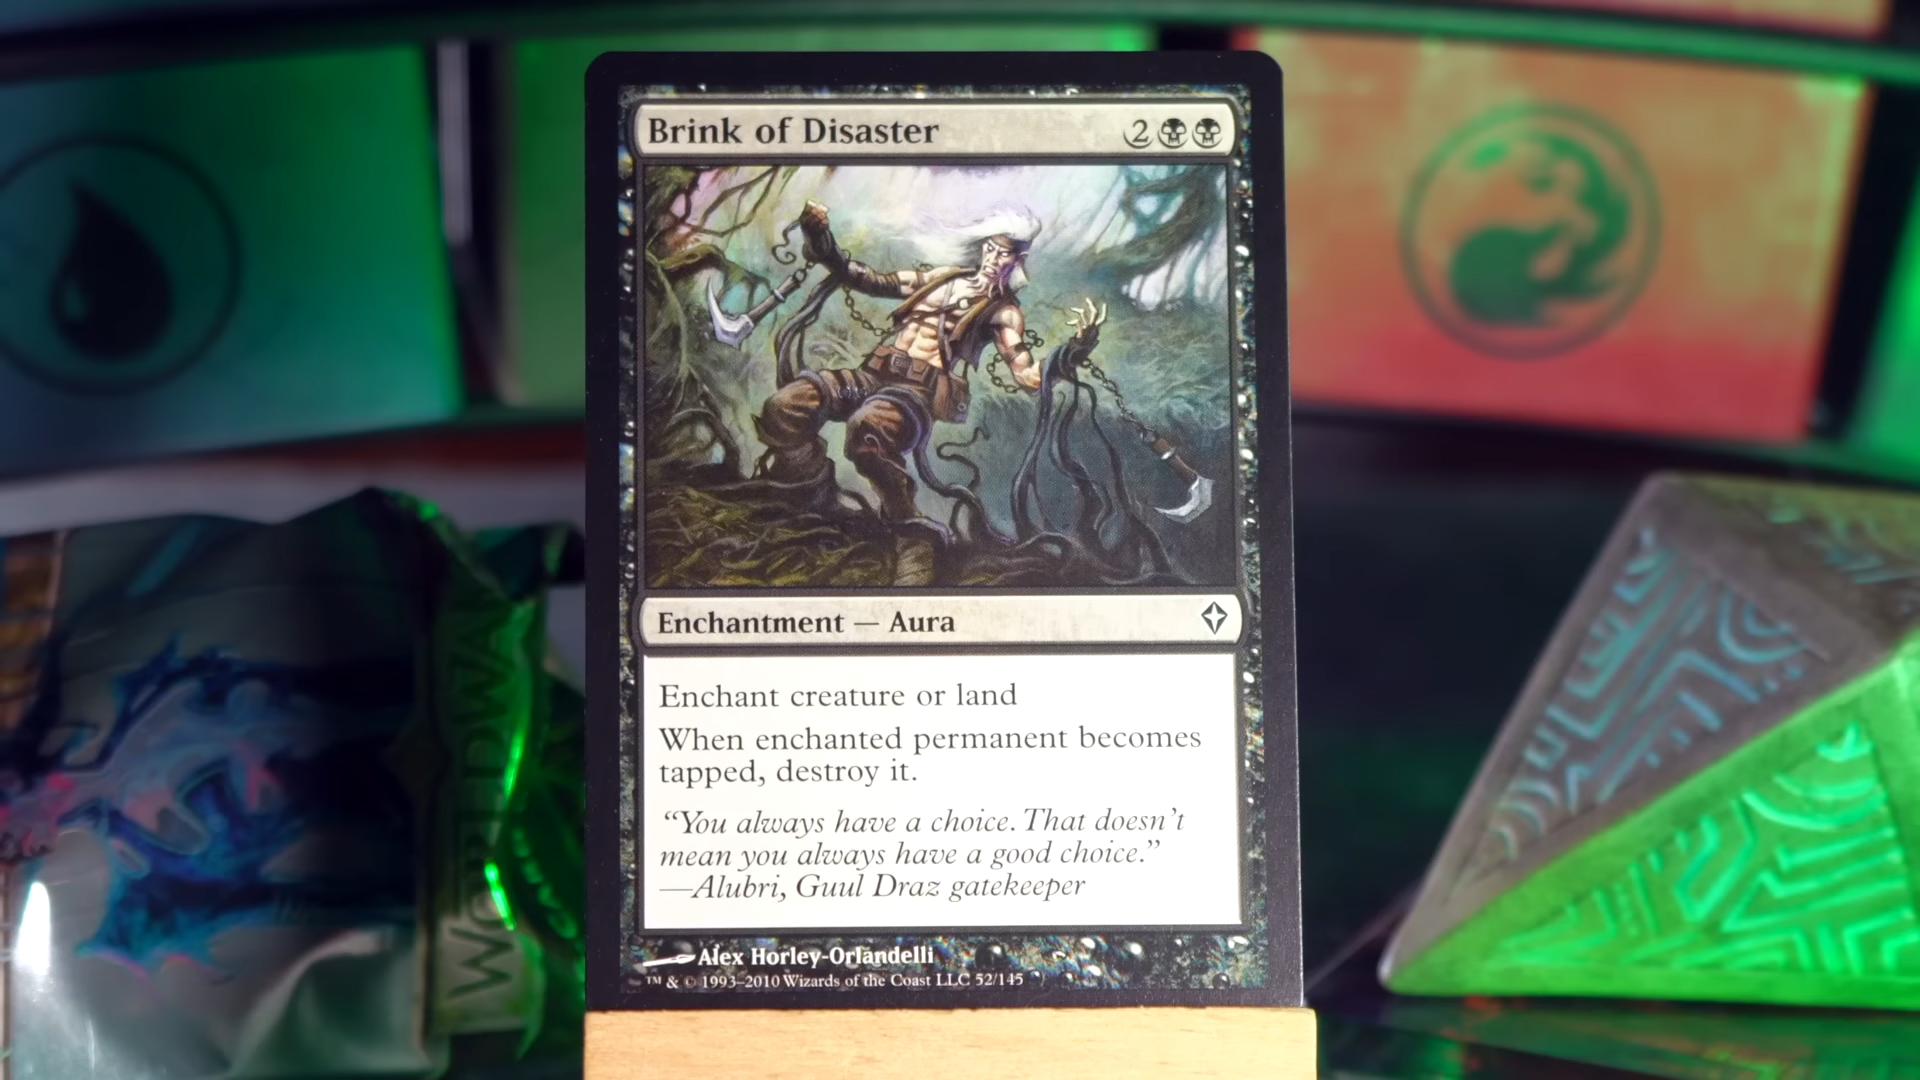 Brink of Disaster 2
Enchantment — Aura
Enchant creature or land
When enchanted permanent becomes
tapped, destroy it.
“You always have a choice. That doesn’t
mean you always have a good choice.”
—Alubri, Guul Draz gatekeeper
Alex Horley-Orlandelli
™ & © 1993–2010 Wizards of the Coast LLC 52/145
WORLDWAKE